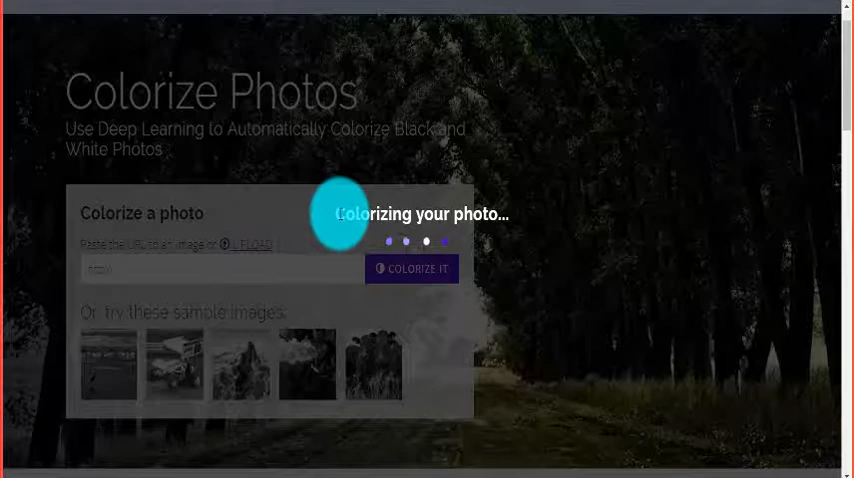 Colorize Photos
Use Deep Learning to Automatically Colorize Black and
White Photos
Colorize a photo
Colorizing your photo...
Paste the URL to an image or UPLOAD
COLORIZE IT
Or, try these sample images: